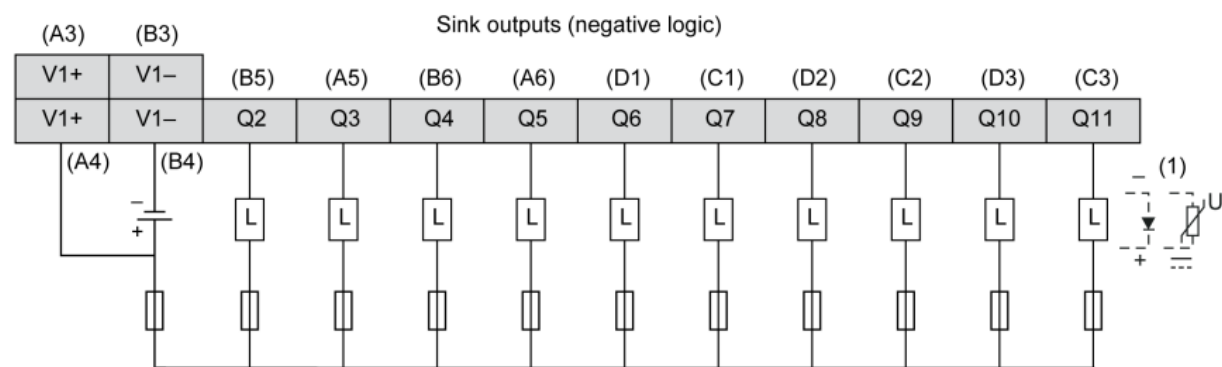 Sink outputs (negative logic)
(A3) (B3)
V1+ V1–
(B5) (A5) (B6) (A6) (D1) (C1) (D2) (C2) (D3) (C3)
V1+ V1– Q2 Q3 Q4 Q5 Q6 Q7 Q8 Q9 Q10 Q11
(A4) (B4) (1)
–
– L L L L L L L L L L U
+
+